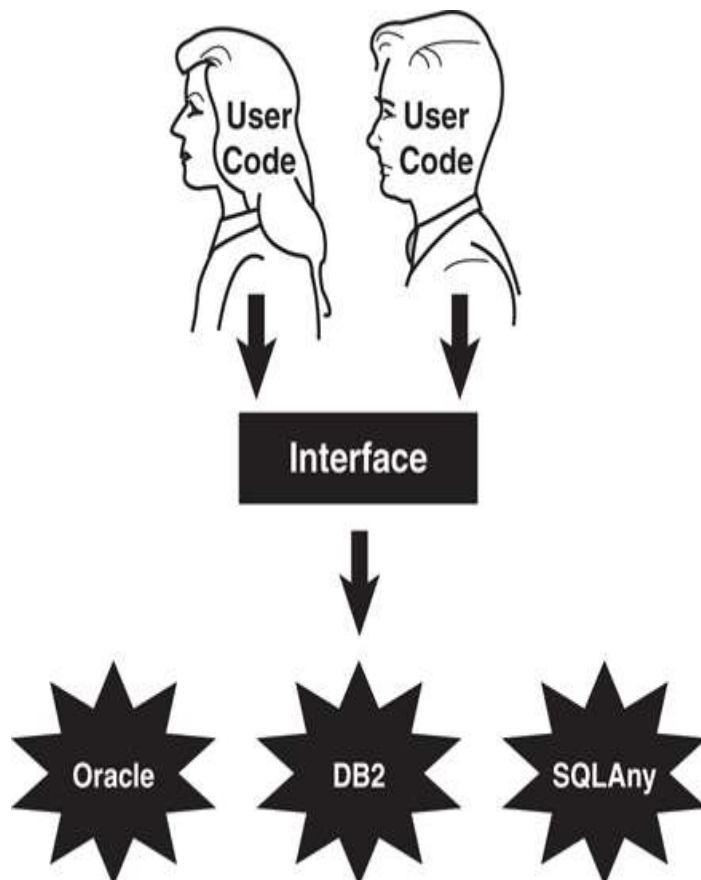 User
Code
User
Code
Interface
Oracle
DB2
SQLAny